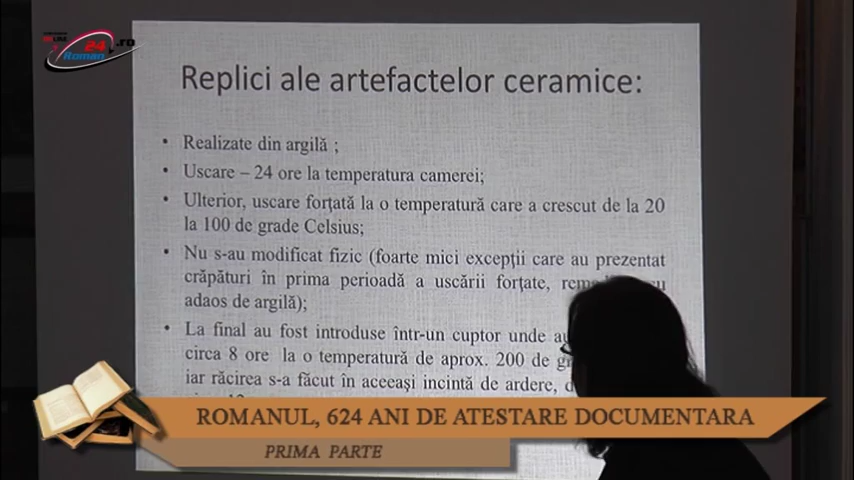 24.ro
Roman
Replici ale artefactelor ceramice:
• Realizate din argilă ;
• Uscare – 24 ore la temperatura camerei;
• Ulterior, uscare forțată la o temperatură care a crescut de la 20
la 100 de grade Celsius;
• Nu s-au modificat fizic (foarte mici excepții care au prezentat
crăpături în prima perioadă a uscării forțate,
adaos de argilă);
• La final au fost introduse într-un cuptor unde
circa 8 ore la o temperatură de aprox. 200 de
iar răcirea s-a făcut în aceeași incintă de ardere,
ROMANUL, 624 ANI DE ATESTARE DOCUMENTARA
PRIMA PARTE